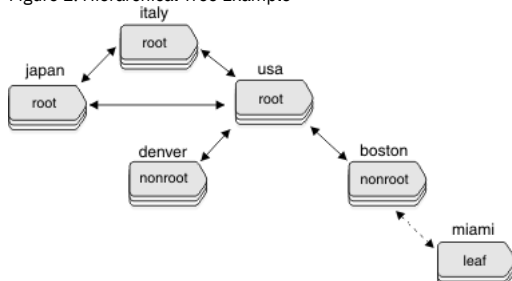 Figure 2. Hierarchical Tree Example
italy
root
japan
root
usa
root
denver
nonroot
boston
nonroot
miami
leaf